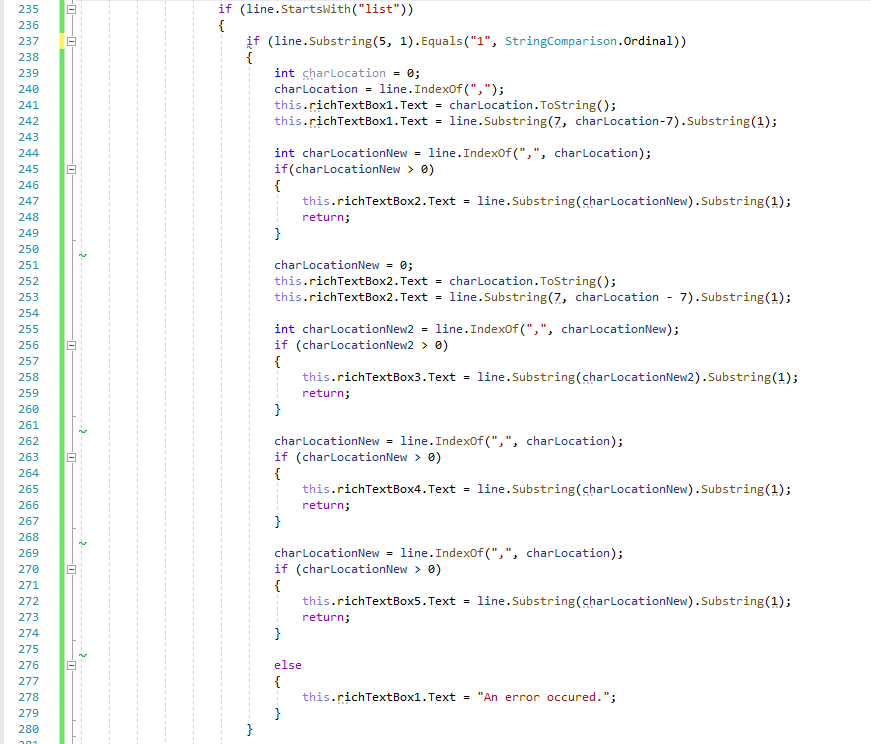 235 if (line.StartsWith("list"))
236 {
237 if (line.Substring(5, 1).Equals("1", StringComparison.Ordinal))
238 {
239 int charLocation = 0;
240 charLocation = line.IndexOf(",");
241 this.richTextBox1.Text = charLocation.ToString();
242 this.richTextBox1.Text = line.Substring(7, charLocation-7).Substring(1);
243
244 int charLocationNew = line.IndexOf(",", charLocation);
245 if(charLocationNew > 0)
246 {
247 this.richTextBox2.Text = line.Substring(charLocationNew).Substring(1);
248 return;
249 }
250
251 charLocationNew = 0;
252 this.richTextBox2.Text = charLocation.ToString();
253 this.richTextBox2.Text = line.Substring(7, charLocation - 7).Substring(1);
254
255 int charLocationNew2 = line.IndexOf(",", charLocationNew);
256 if (charLocationNew2 > 0)
257 {
258 this.richTextBox3.Text = line.Substring(charLocationNew2).Substring(1);
259 return;
260 }
261
262 charLocationNew = line.IndexOf(",", charLocation);
263 if (charLocationNew > 0)
264 {
265 this.richTextBox4.Text = line.Substring(charLocationNew).Substring(1);
266 return;
267 }
268
269 charLocationNew = line.IndexOf(",", charLocation);
270 if (charLocationNew > 0)
271 {
272 this.richTextBox5.Text = line.Substring(charLocationNew).Substring(1);
273 return;
274 }
275
276 else
277 {
278 this.richTextBox1.Text = "An error occured.";
279 }
280 }